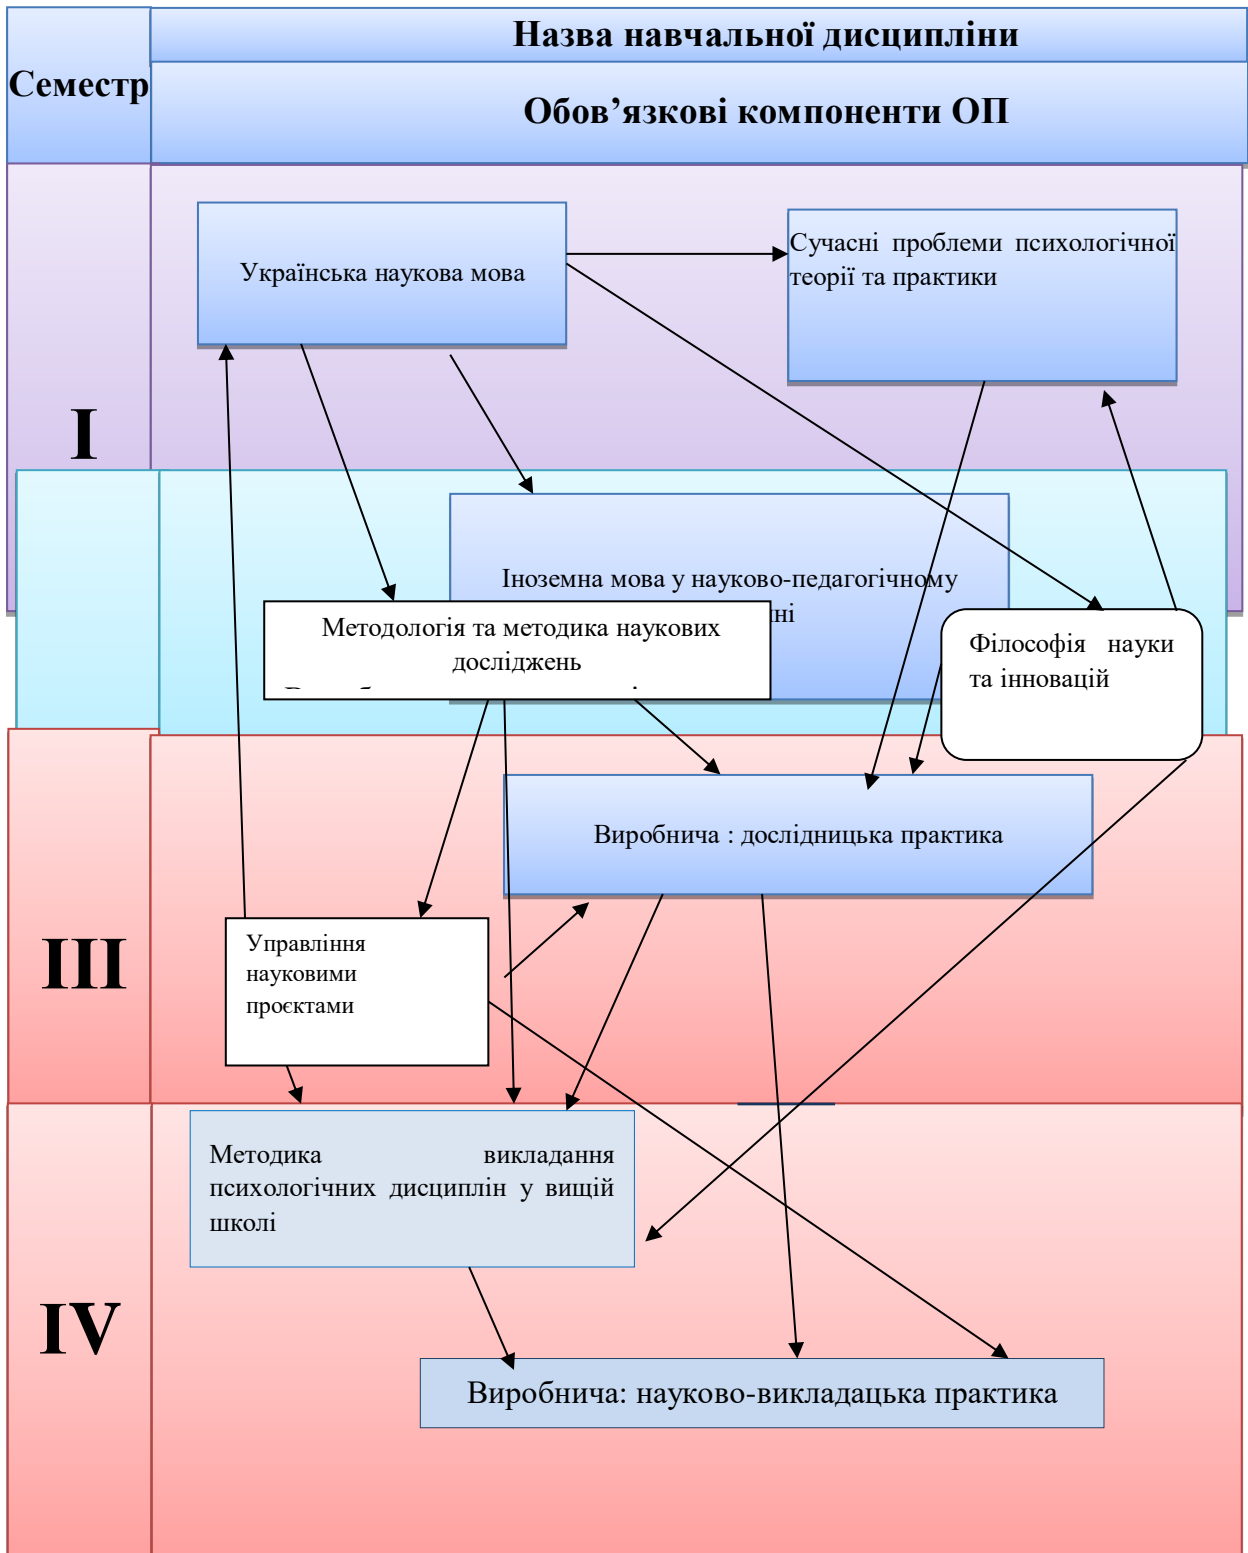 Назва навчальної дисципліни
Семестр
Обов’язкові компоненти ОП
Українська наукова мова
Сучасні проблеми психологічної
теорії та практики
I
Іноземна мова у науково-педагогічному
Методологія та методика наукових
досліджень
Філософія науки
та інновацій
Виробнича : дослідницька практика
III
Управління
науковими
проєктами
Методика викладання
психологічних дисциплін у вищій
школі
IV
Виробнича: науково-викладацька практика